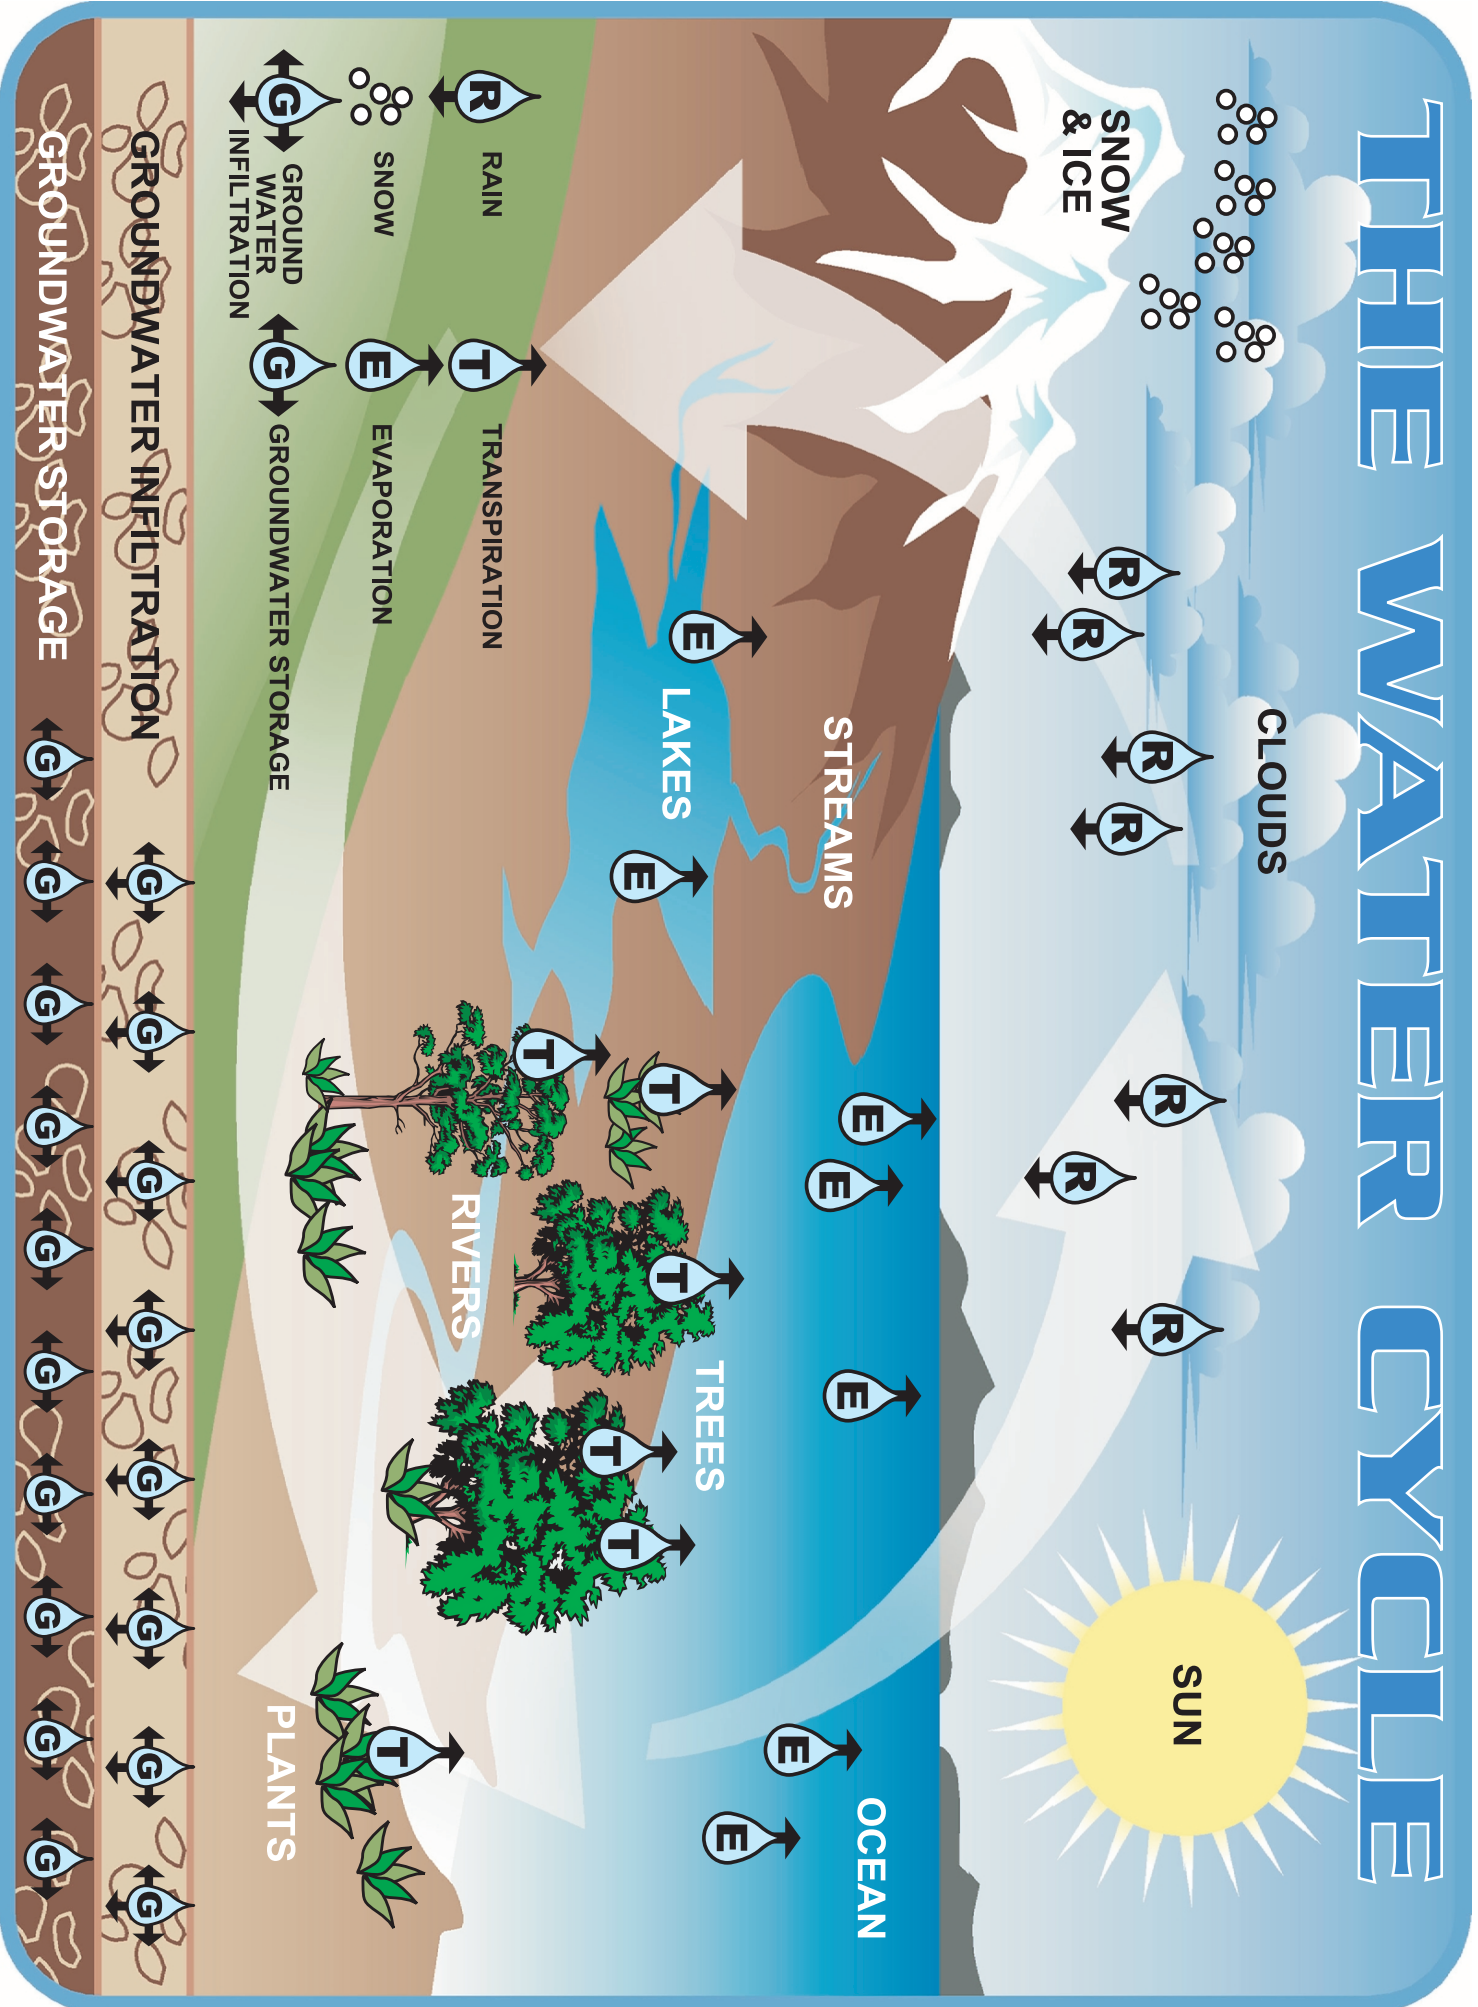 THE WATER CYCLE
CLOUDS
SUN
SNOW
& ICE
R
R
R
R
R
R
R
OCEAN
E
E
E
E
E
STREAMS
E
LAKES
E
TREES
T
T
T
T
T
RIVERS
T
PLANTS
R RAIN
SNOW
G GROUND
WATER
INFILTRATION
T TRANSPIRATION
E EVAPORATION
G GROUNDWATER STORAGE
GROUNDWATER INFILTRATION G G G G G G G G
GROUNDWATER STORAGE G G G G G G G G G G